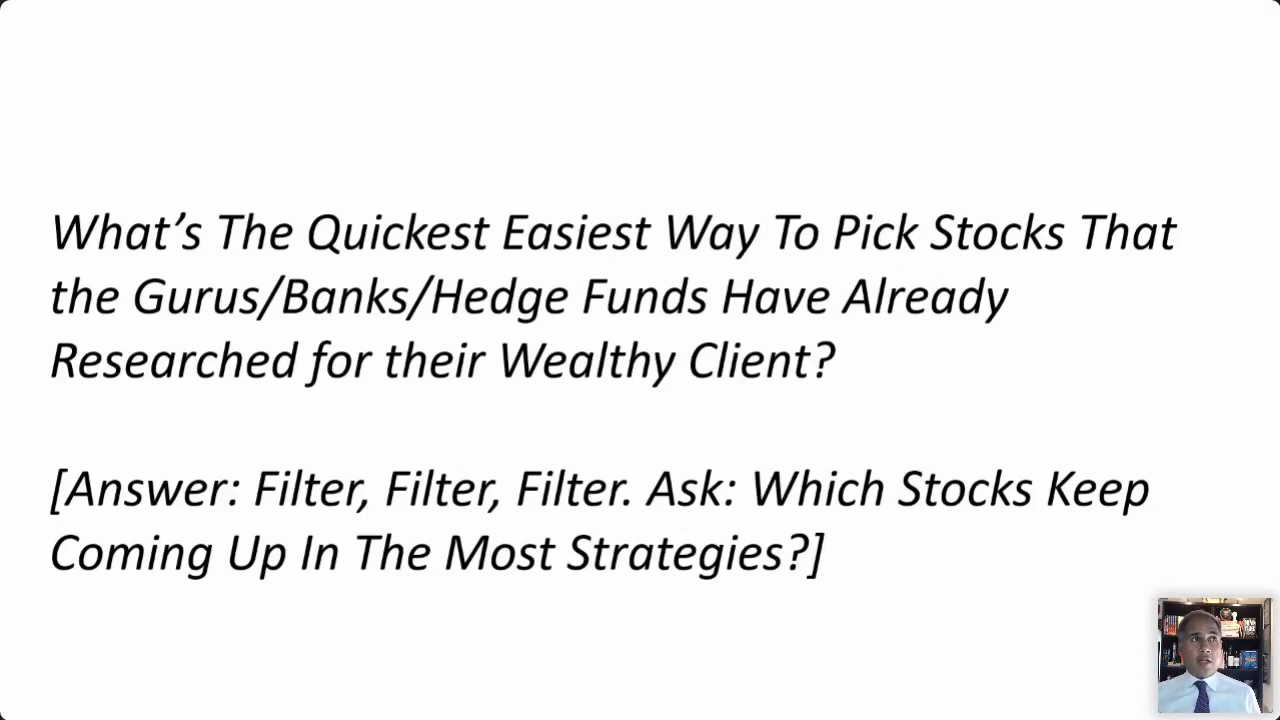 What’s The Quickest Easiest Way To Pick Stocks That
the Gurus/Banks/Hedge Funds Have Already
Researched for their Wealthy Client?
[Answer: Filter, Filter, Filter. Ask: Which Stocks Keep
Coming Up In The Most Strategies?]